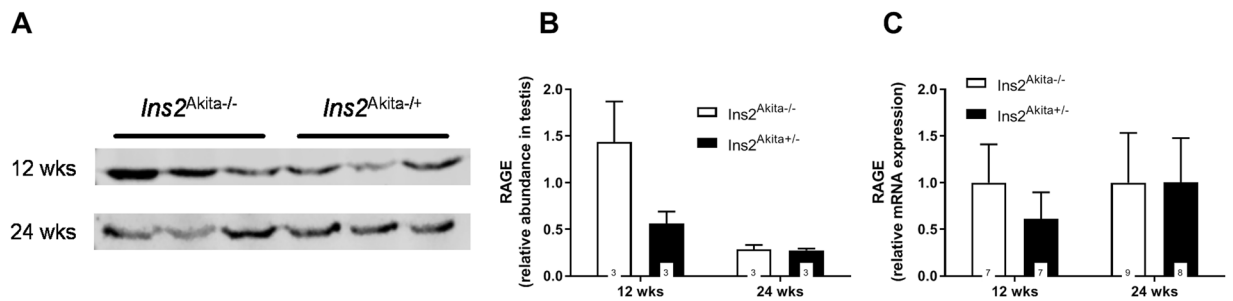 A
Ins2Akita-/-
Ins2Akita-/+
12 wks
24 wks
B
RAGE
(relative abundance in testis)
2.0
1.5
1.0
0.5
0.0
Ins2Akita-/-
Ins2Akita+/-
3
3
3
3
12 wks
24 wks
C
RAGE
(relative mRNA expression)
Ins2Akita-/-
Ins2Akita+/-
2.0
1.5
1.0
0.5
0.0
7
7
9
8
12 wks
24 wks